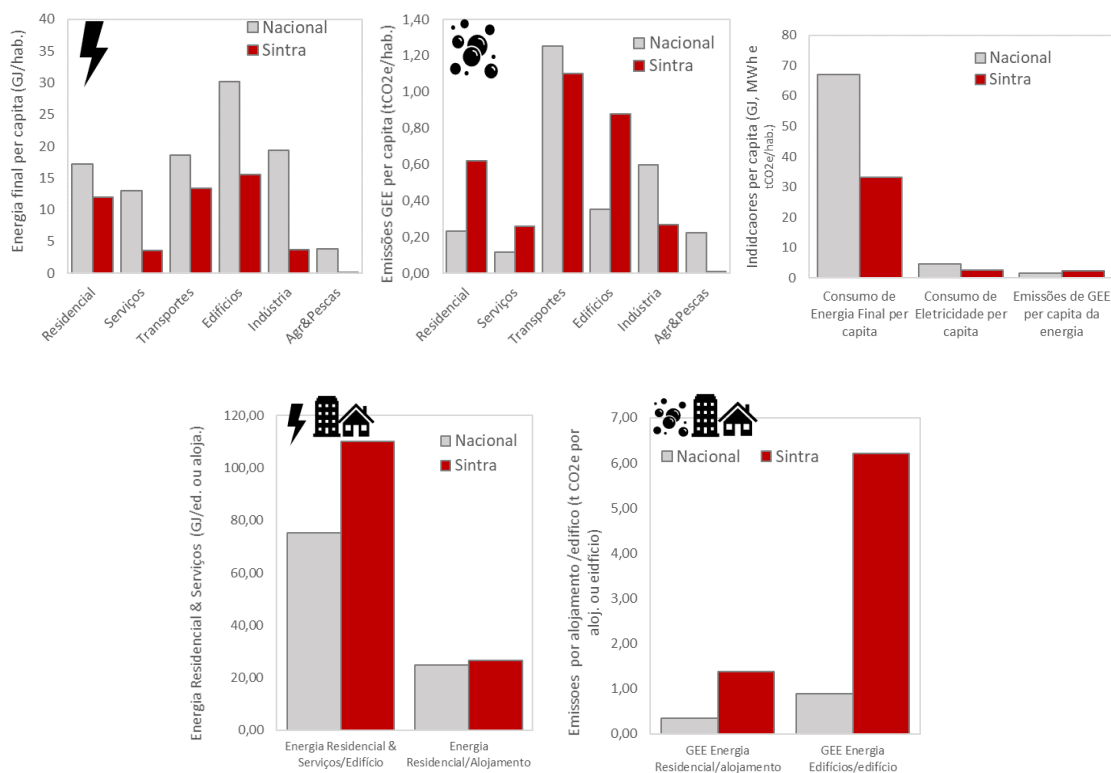 Energia final per capita (GJ/hab.)
40
35
30
25
20
15
10
5
0
Nacional
Sintra
Residencial
Serviços
Transportes
Edifícios
Indústria
Agr&Pescas
Emissões GEE per capita (tCO2e/hab.)
1,40
1,20
1,00
0,80
0,60
0,40
0,20
0,00
Nacional
Sintra
Residencial
Serviços
Transportes
Edifícios
Indústria
Agr&Pescas
Indidcaores per capita (GJ, MWh e
tCO2e/hab.)
80
70
60
50
40
30
20
10
0
Nacional
Sintra
Consumo de
Energia Final per
capita
Consumo de
Eletricidade per
capita
Emissões de GEE
per capita da
energia
Energia Residencial & Serviços (GJ/ed. ou aloja.)
120,00
100,00
80,00
60,00
40,00
20,00
0,00
Nacional
Sintra
Energia Residencial &
Serviços/Edifício
Energia
Residencial/Alojamento
Emissoes por alojamento /edifico (t CO2e por
aloj. ou eidficio)
7,00
6,00
5,00
4,00
3,00
2,00
1,00
0,00
Nacional
Sintra
GEE Energia
Residencial/alojamento
GEE Energia
Edifícios/edifício